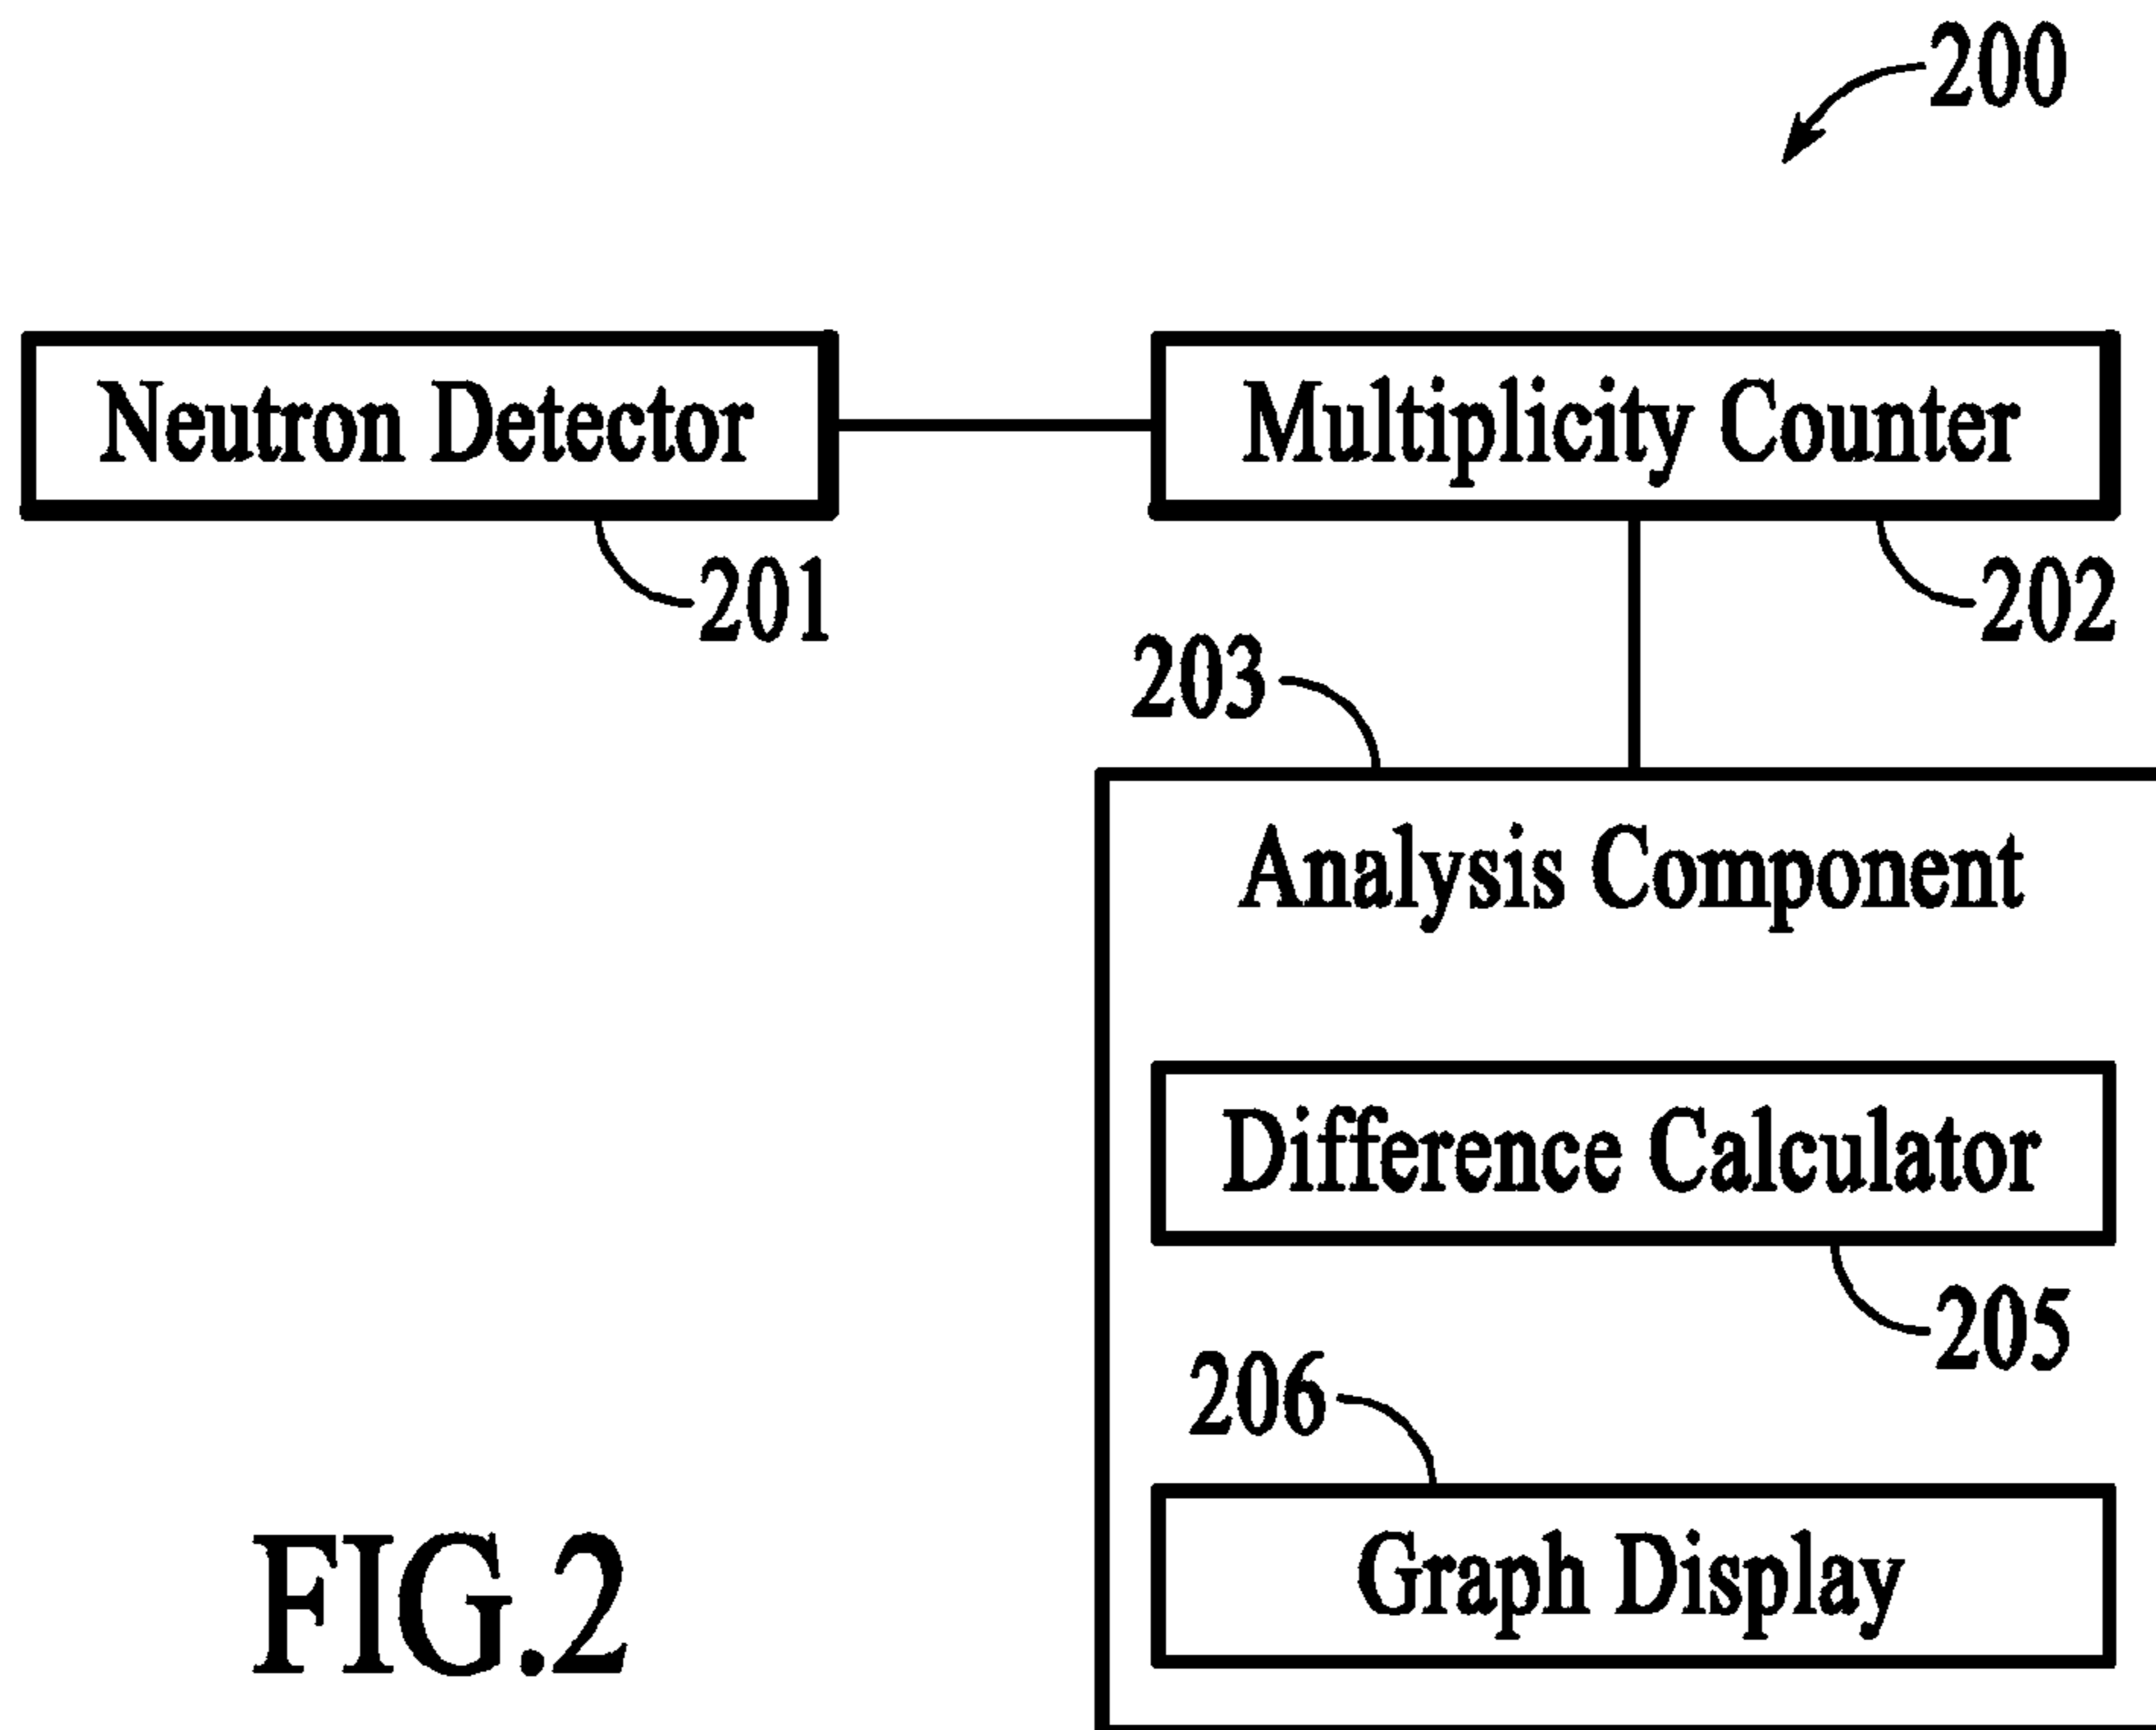 200
Neutron Detector
Multiplicity Counter
201
202
203
Analysis Component
Difference Calculator
205
206
Graph Display
FIG.2